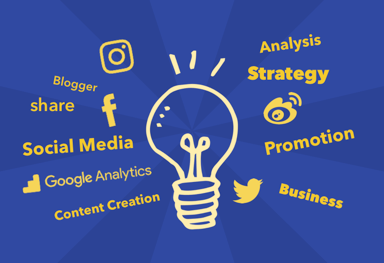 Analysis
Strategy
Blogger
share
Social Media
Promotion
Google Analytics
Content Creation
Business